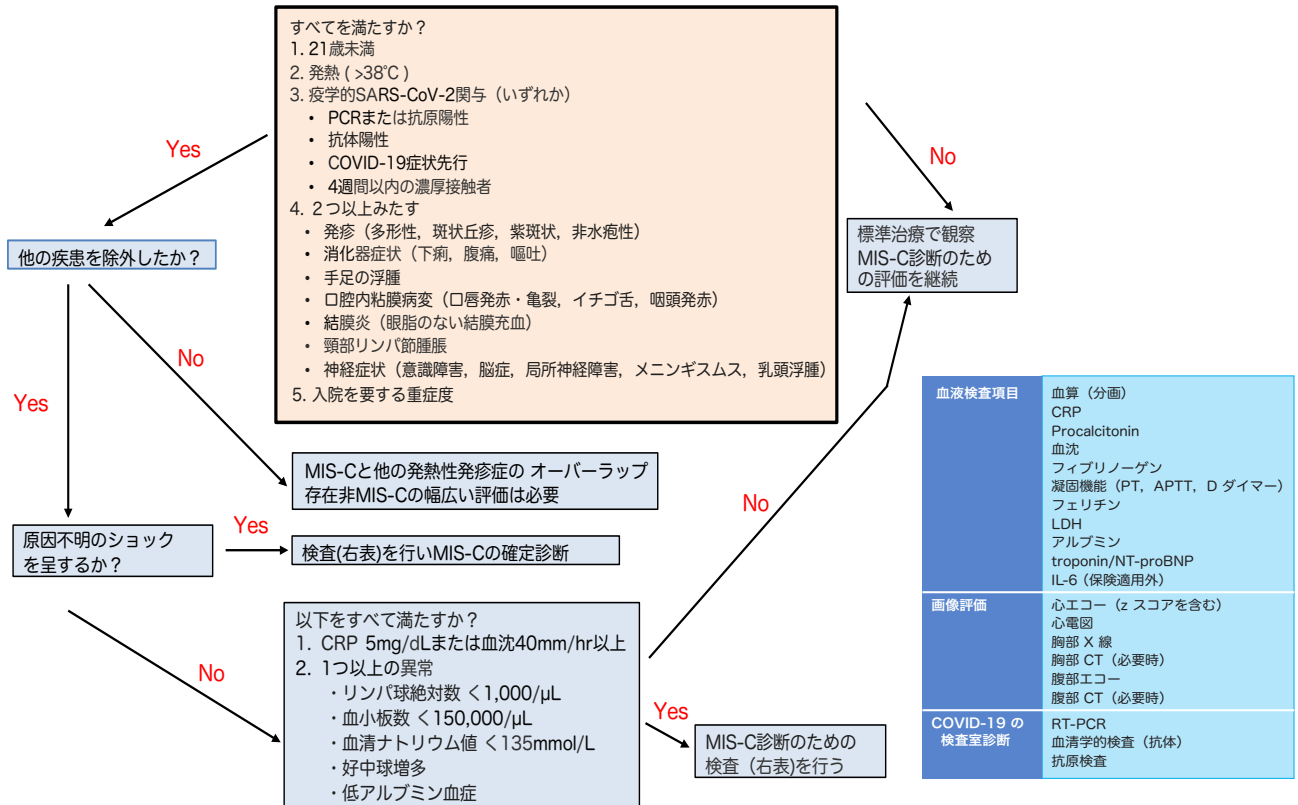 すべてを満たすか？
1. 21歳未満
2. 発熱 ( >38℃ )
3. 疫学的SARS-CoV-2関与（いずれか）
• PCRまたは抗原陽性
• 抗体陽性
• COVID-19症状先行
• 4週間以内の濃厚接触者
4. ２つ以上みたす
• 発疹（多形性，斑状丘疹，紫斑状，非水疱性）
• 消化器症状（下痢，腹痛，嘔吐）
• 手足の浮腫
• 口腔内粘膜病変（口唇発赤・亀裂，イチゴ舌，咽頭発赤）
• 結膜炎（眼脂のない結膜充血）
• 頸部リンパ節腫脹
• 神経症状（意識障害，脳症，局所神経障害，メニンギスムス，乳頭浮腫）
5. 入院を要する重症度
Yes
No
他の疾患を除外したか？
標準治療で観察
MIS-C診断のため
の評価を継続
No
Yes
MIS-Cと他の発熱性発疹症の オーバーラップ
存在非MIS-Cの幅広い評価は必要
原因不明のショック
を呈するか？
Yes
検査(右表)を行いMIS-Cの確定診断
No
No
以下をすべて満たすか？
1. CRP 5mg/dLまたは血沈40mm/hr以上
2. 1つ以上の異常
・リンパ球絶対数 <1,000/μL
・血小板数 <150,000/μL
・血清ナトリウム値 <135mmol/L
・好中球増多
・低アルブミン血症
Yes
MIS-C診断のための
検査（右表)を行う
血液検査項目
血算（分画）
CRP
Procalcitonin
血沈
フィブリノーゲン
凝固機能（PT，APTT，D ダイマー）
フェリチン
LDH
アルブミン
troponin/NT-proBNP
IL-6（保険適用外）
画像評価
心エコー（z スコアを含む）
心電図
胸部 X 線
胸部 CT（必要時）
腹部エコー
腹部 CT（必要時）
COVID-19 の
検査室診断
RT-PCR
血清学的検査（抗体）
抗原検査